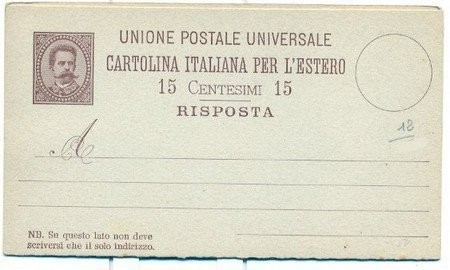 UNIONE POSTALE UNIVERSALE
CARTOLINA ITALIANA PER L'ESTERO
15 CENTESIMI 15
RISPOSTA
18
A
NB. Su questo lato non deve
scriversi che il solo indirizzo.